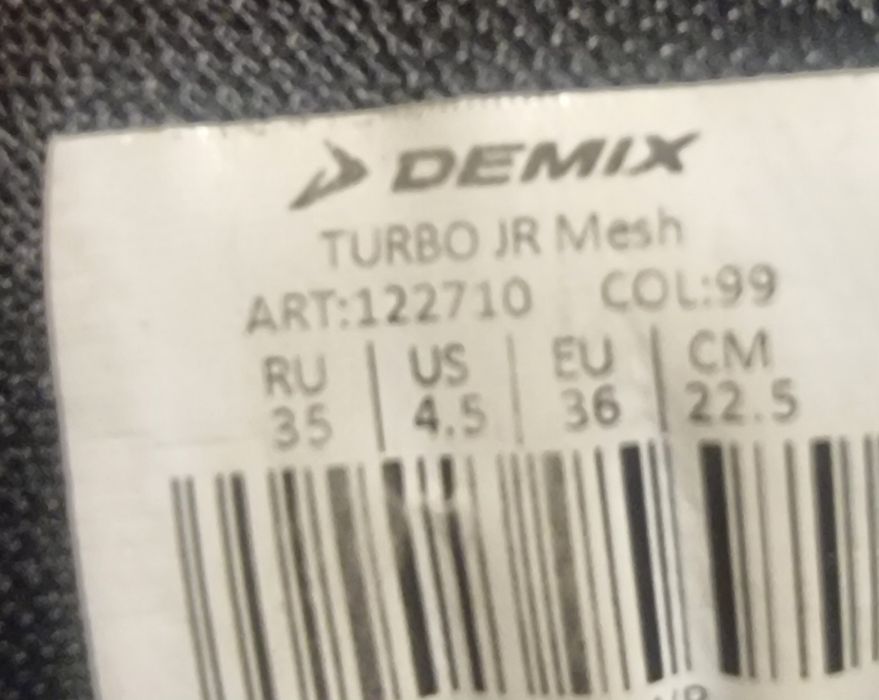 DEMIX
TURBO JR Mesh
ART:122710 COL:99
RU | US | EU | CM
35 | 4.5 | 36 | 22.5